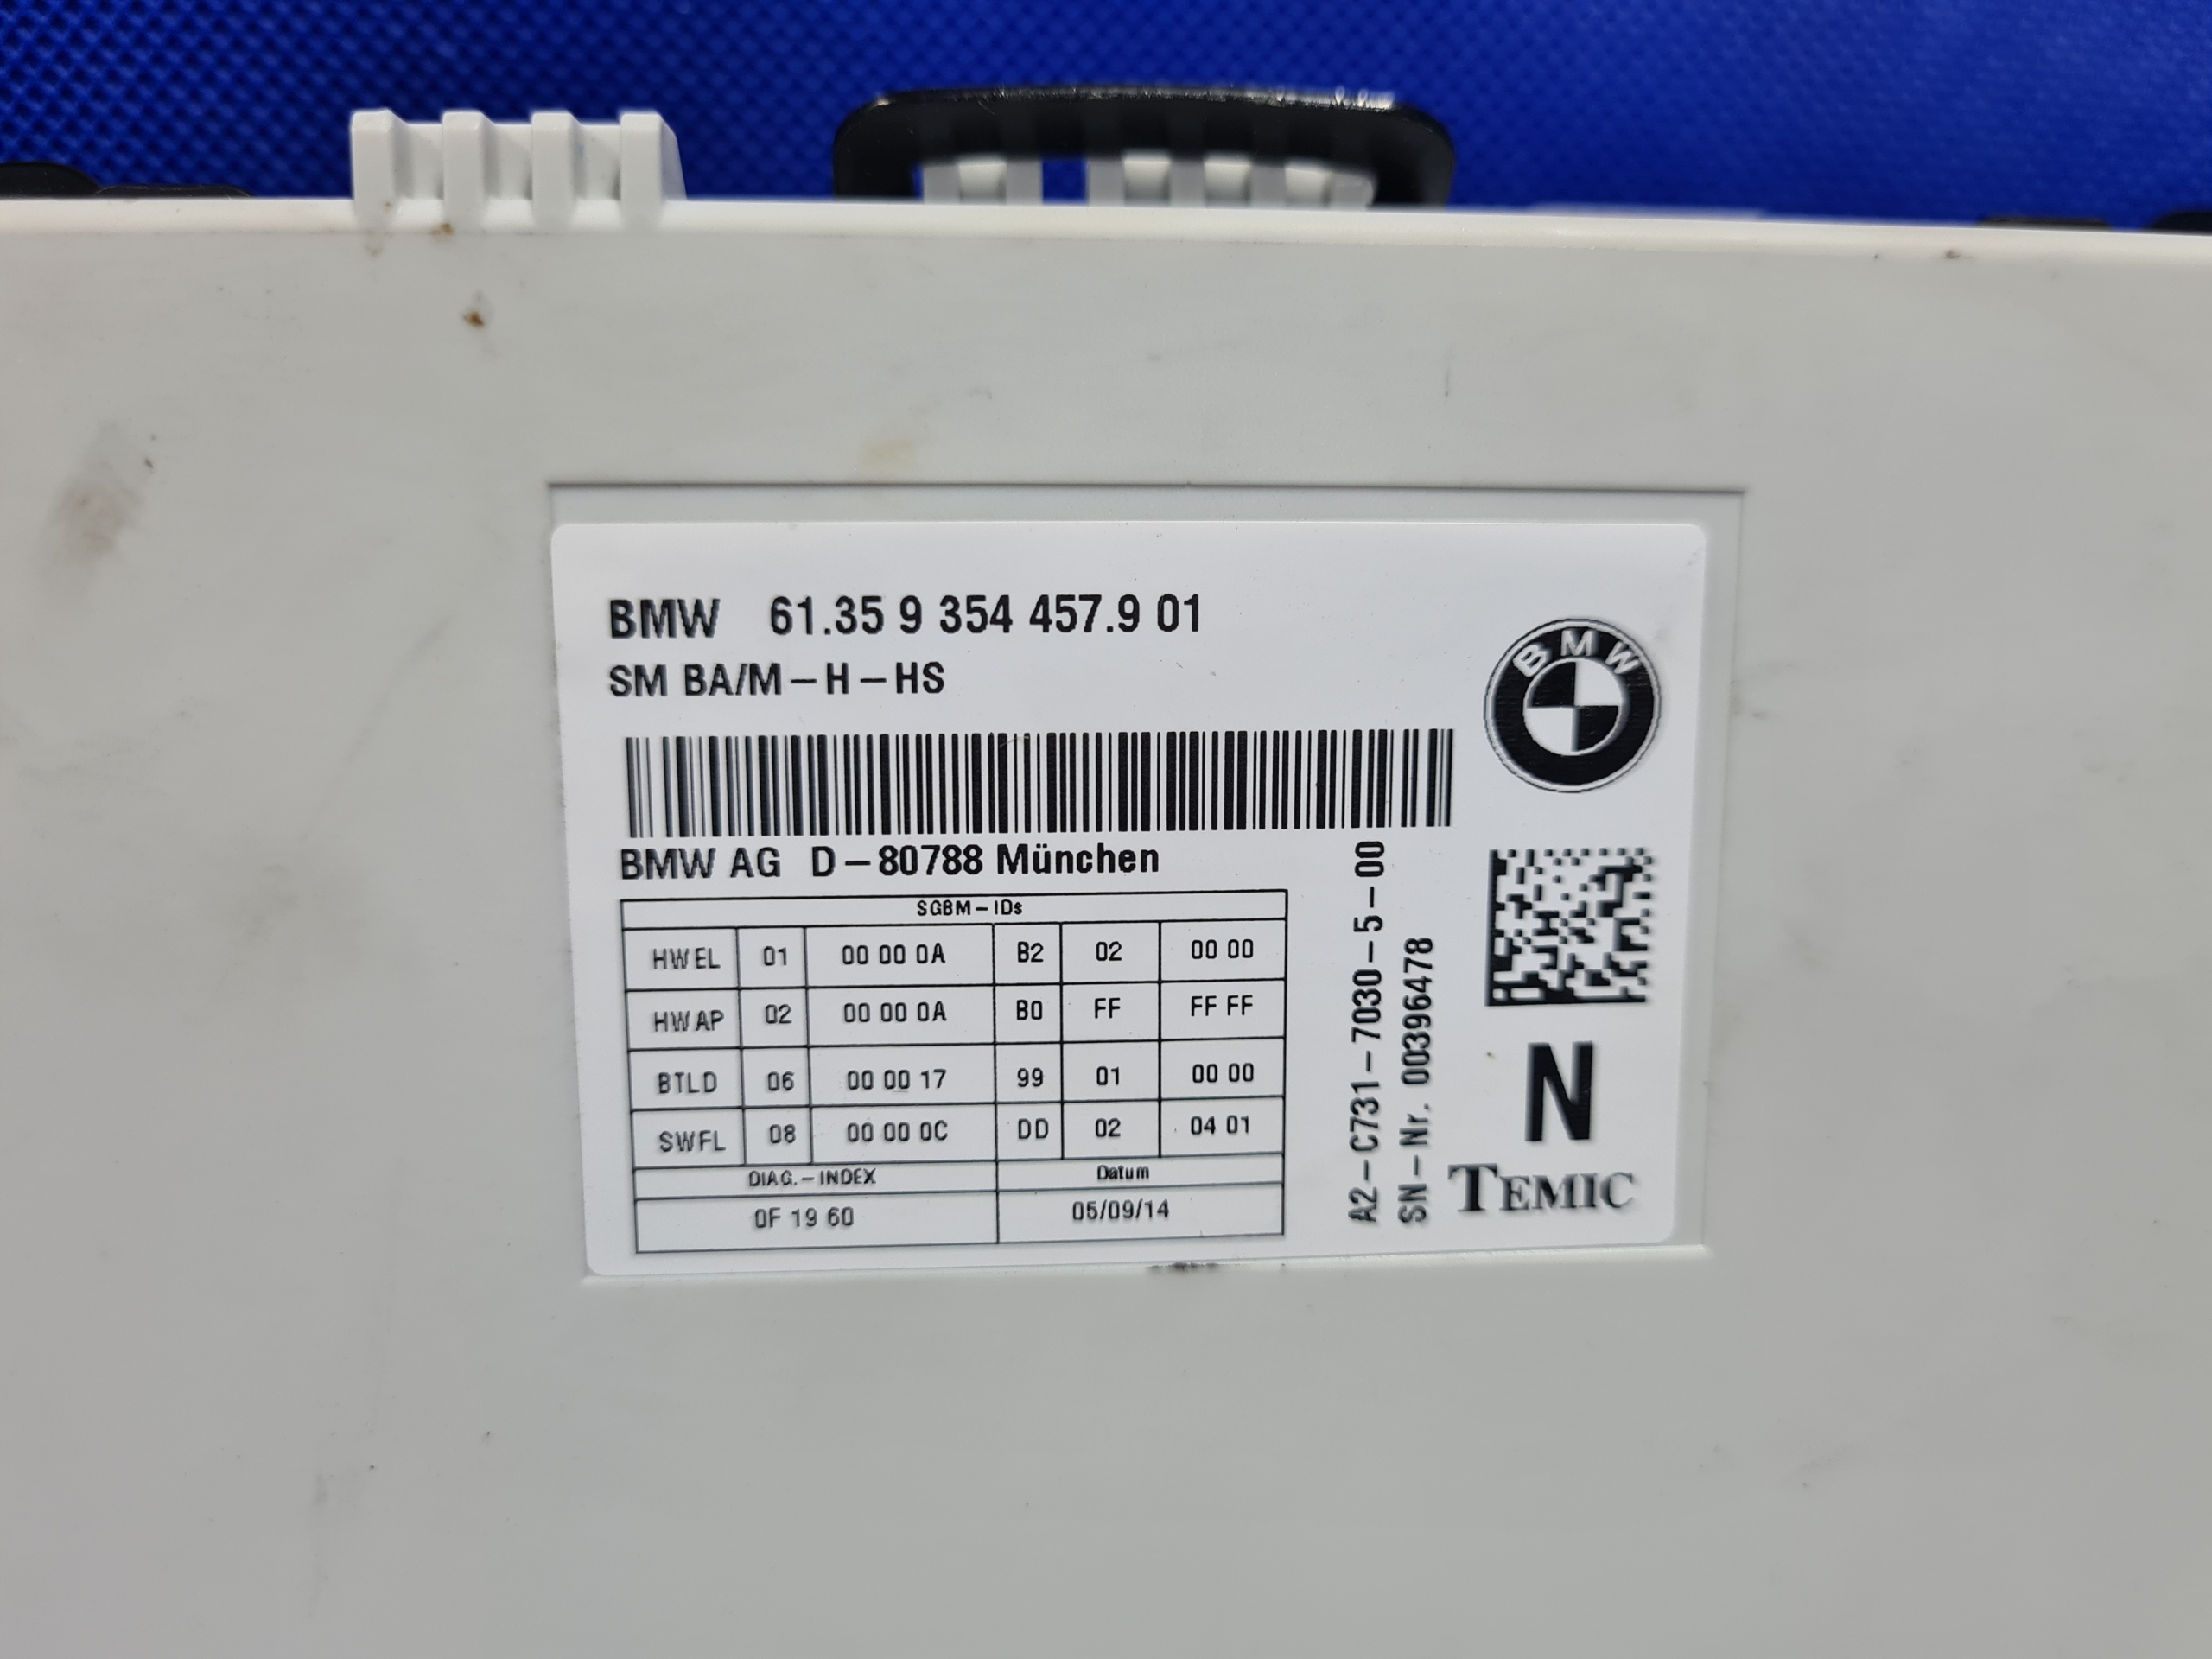 BMW 61.35 9 354 457.9 01
SM BA/M-H-HS
BMW
BMW AG D-80788 München
SGBM-IDs
HWEL 01 00 00 0A B2 02 00 00
HWAP 02 00 00 0A B0 FF FF FF
BTLD 06 00 00 17 99 01 00 00
SWFL 08 00 00 0C DD 02 04 01
DIAG.-INDEX Datum
0F 19 60 05/09/14
A2-C731-7030-5-00
SN-Nr. 00396478
N
TEMIC